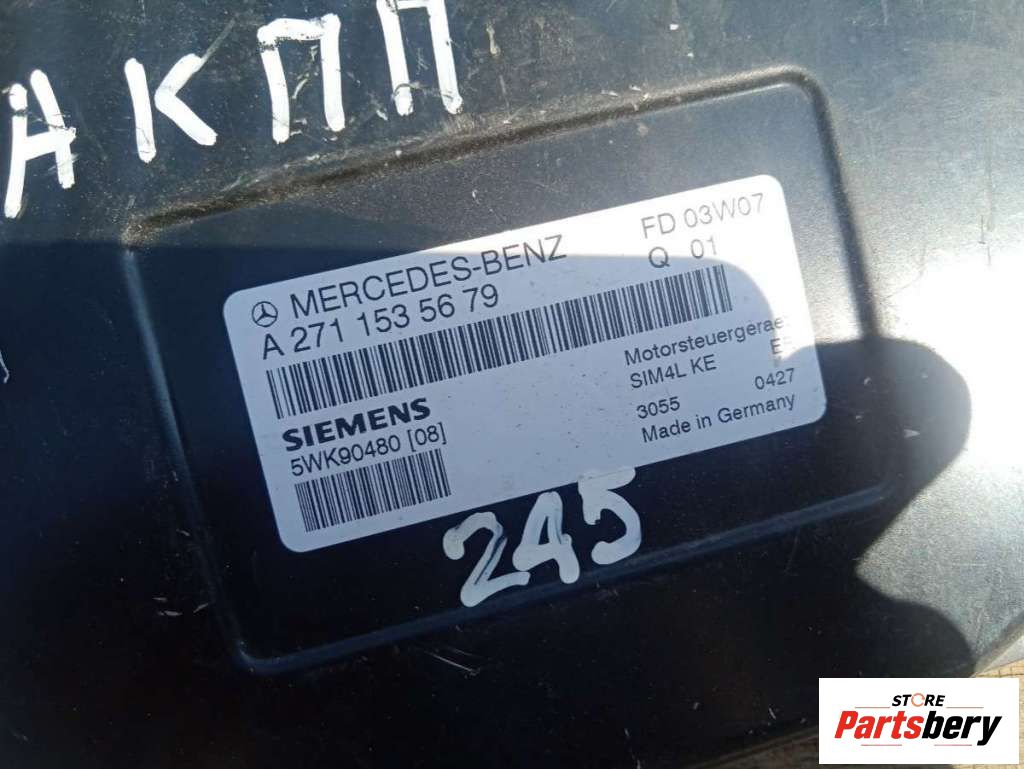 АКПП
MERCEDES-BENZ
FD 03W07
A 271 153 56 79
Q 01
Motorsteuergerae
SIM4L KE
SIEMENS
3055 0427
5WK90480 [08]
Made in Germany
245
STORE
Partsbery